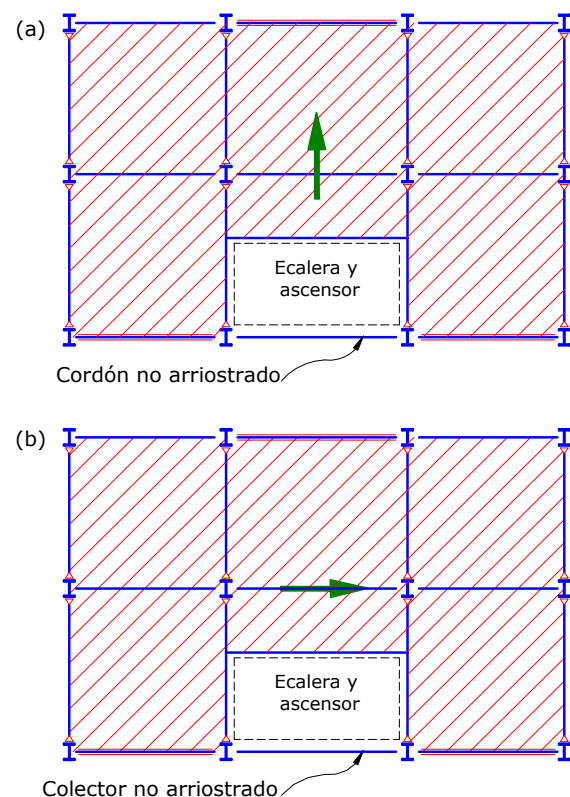 (a)
Ecalera y
ascensor
Cordón no arriostrado
(b)
Ecalera y
ascensor
Colector no arriostrado